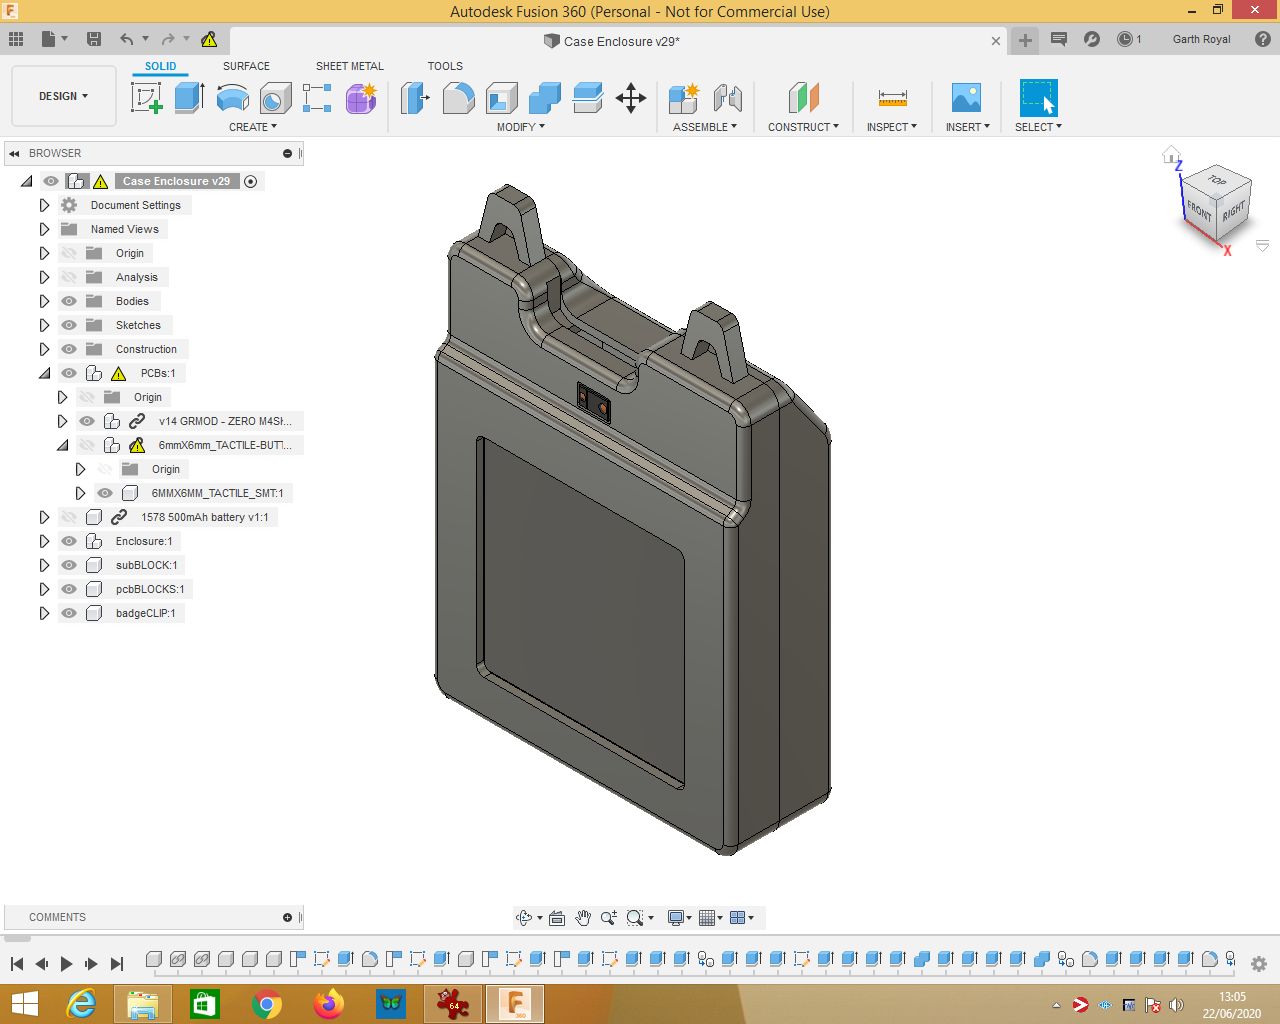 Autodesk Fusion 360 (Personal - Not for Commercial Use)
Case Enclosure v29*
1
Garth Royal
SOLID SURFACE SHEET METAL TOOLS
DESIGN
CREATE MODIFY ASSEMBLE CONSTRUCT INSPECT INSERT SELECT
BROWSER
Case Enclosure v29
Document Settings
Named Views
Origin
Analysis
Bodies
Sketches
Construction
PCBs:1
Origin
v14 GRMOD - ZERO M4SH...
6mmX6mm_TACTILE-BUTT...
Origin
6MMX6MM_TACTILE_SMT:1
1578 500mAh battery v1:1
Enclosure:1
subBLOCK:1
pcbBLOCKS:1
badgeCLIP:1
Z
TOP
FRONT
RIGHT
X
COMMENTS
64
F
360
13:05
22/06/2020